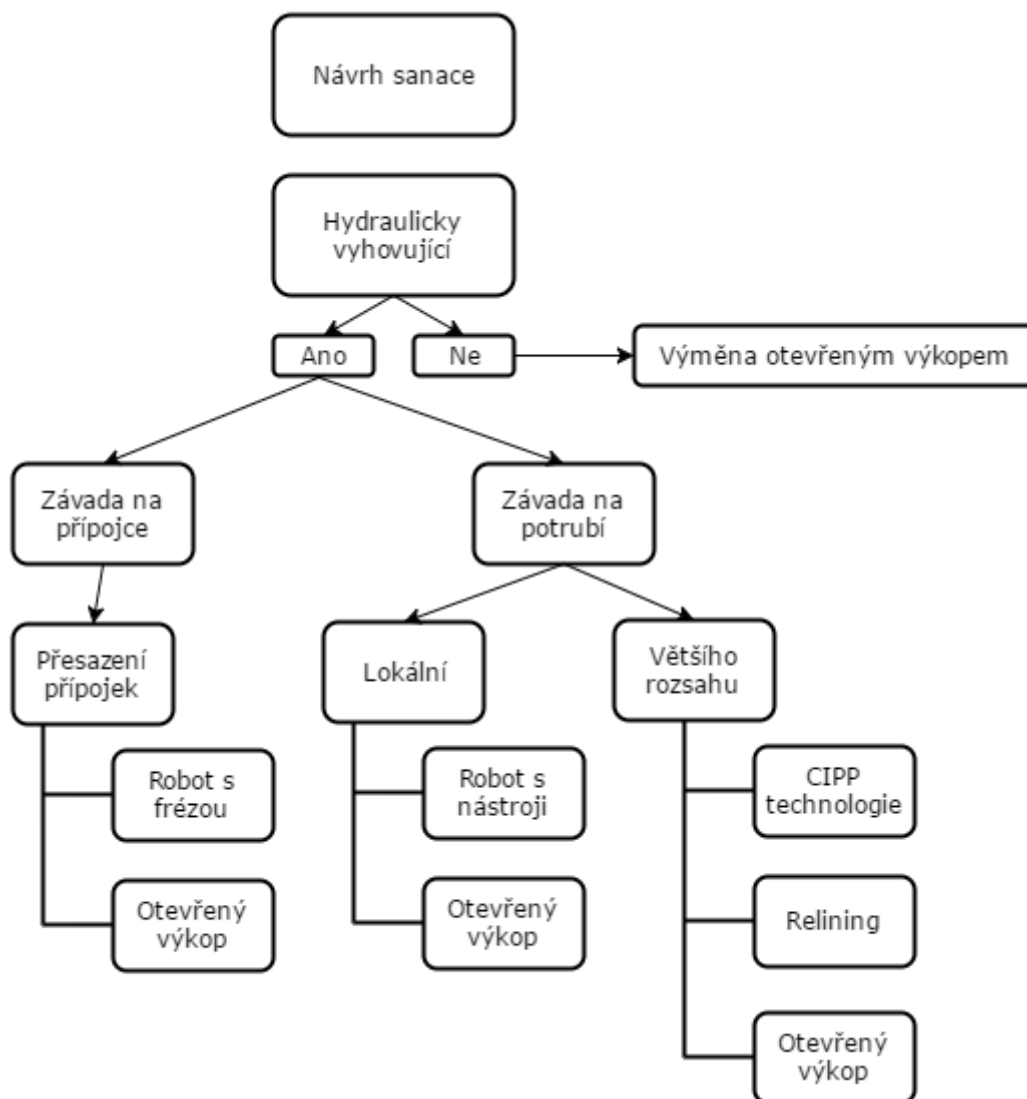 Návrh sanace
Hydraulicky
vyhovující
Ano
Ne
Výměna otevřeným výkopem
Závada na
přípojce
Závada na
potrubí
Přesazení
přípojek
Lokální
Většího
rozsahu
Robot s
frézou
Robot s
nástroji
CIPP
technologie
Otevřený
výkop
Otevřený
výkop
Relining
Otevřený
výkop